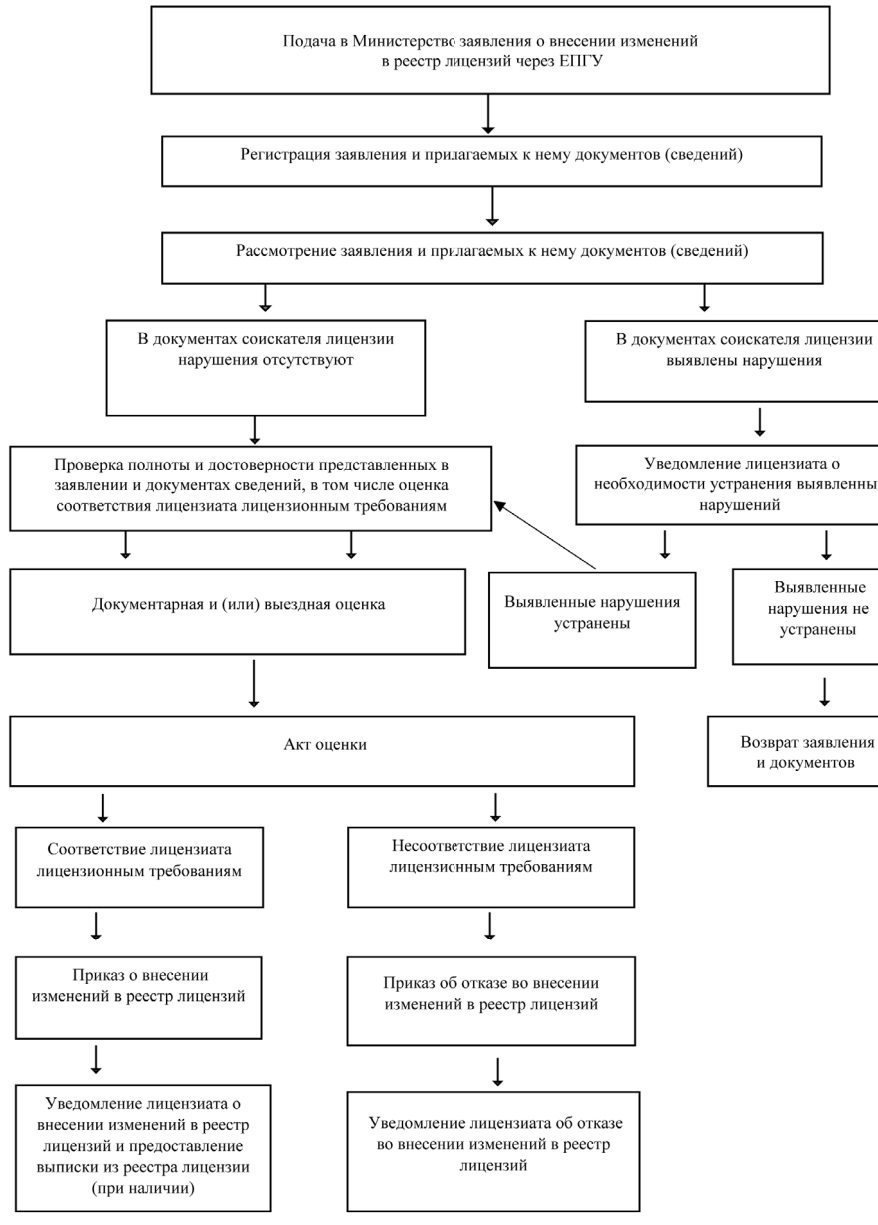 Подача в Министерство заявления о внесении изменений
в реестр лицензий через ЕПГУ
Регистрация заявления и прилагаемых к нему документов (сведений)
Рассмотрение заявления и прилагаемых к нему документов (сведений)
В документах соискателя лицензии
нарушения отсутствуют
В документах соискателя лицензии
выявлены нарушения
Проверка полноты и достоверности представленных в
заявлении и документах сведений, в том числе оценка
соответствия лицензиата лицензионным требованиям
Уведомление лицензиата о
необходимости устранения выявленны
нарушений
Документарная и (или) выездная оценка
Выявленные нарушения
устранены
Выявленные
нарушения не
устранены
Акт оценки
Возврат заявления
и документов
Соответствие лицензиата
лицензионным требованиям
Несоответствие лицензиата
лицензионным требованиям
Приказ о внесении
изменений в реестр лицензий
Приказ об отказе во внесении
изменений в реестр лицензий
Уведомление лицензиата о
внесении изменений в реестр
лицензий и предоставление
выписки из реестра лицензии
(при наличии)
Уведомление лицензиата об отказе
во внесении изменений в реестр
лицензий